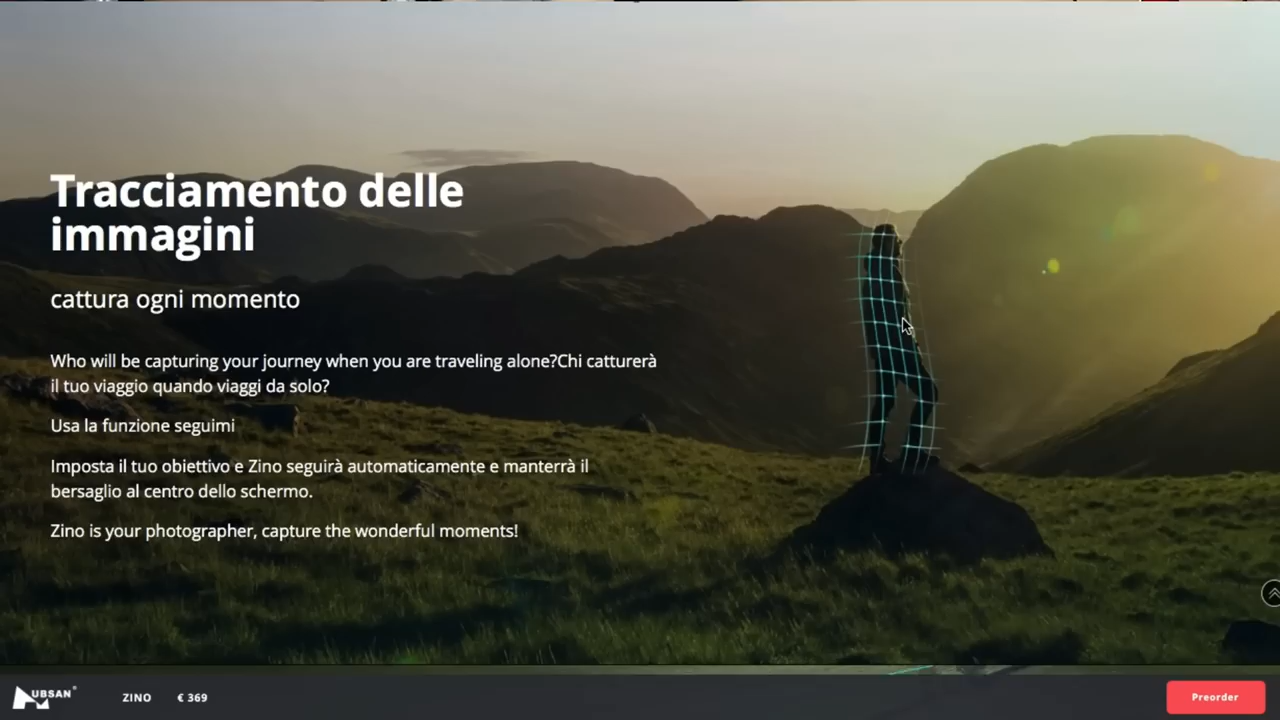 Tracciamento delle
immagini
cattura ogni momento
Who will be capturing your journey when you are traveling alone?Chi catturerà
il tuo viaggio quando viaggi da solo?
Usa la funzione seguimi
Imposta il tuo obiettivo e Zino seguirà automaticamente e manterrà il
bersaglio al centro dello schermo.
Zino is your photographer, capture the wonderful moments!
UBSAN® ZINO € 369 Preorder